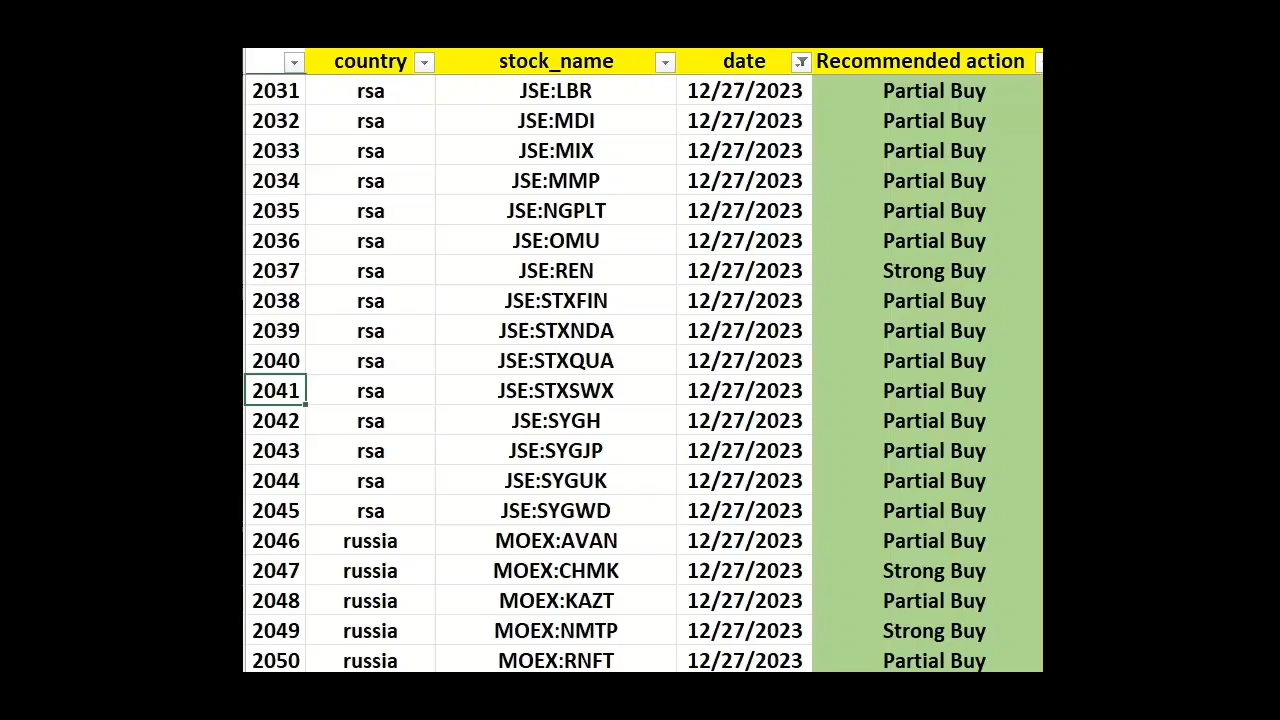 country stock_name date Recommended action
2031 rsa JSE:LBR 12/27/2023 Partial Buy
2032 rsa JSE:MDI 12/27/2023 Partial Buy
2033 rsa JSE:MIX 12/27/2023 Partial Buy
2034 rsa JSE:MMP 12/27/2023 Partial Buy
2035 rsa JSE:NGPLT 12/27/2023 Partial Buy
2036 rsa JSE:OMU 12/27/2023 Partial Buy
2037 rsa JSE:REN 12/27/2023 Strong Buy
2038 rsa JSE:STXFIN 12/27/2023 Partial Buy
2039 rsa JSE:STXNDA 12/27/2023 Partial Buy
2040 rsa JSE:STXQUA 12/27/2023 Partial Buy
2041 rsa JSE:STXSWX 12/27/2023 Partial Buy
2042 rsa JSE:SYGH 12/27/2023 Partial Buy
2043 rsa JSE:SYGJP 12/27/2023 Partial Buy
2044 rsa JSE:SYGUK 12/27/2023 Partial Buy
2045 rsa JSE:SYGWD 12/27/2023 Partial Buy
2046 russia MOEX:AVAN 12/27/2023 Partial Buy
2047 russia MOEX:CHMK 12/27/2023 Strong Buy
2048 russia MOEX:KAZT 12/27/2023 Partial Buy
2049 russia MOEX:NMTP 12/27/2023 Strong Buy
2050 russia MOEX:RNFT 12/27/2023 Partial Buy